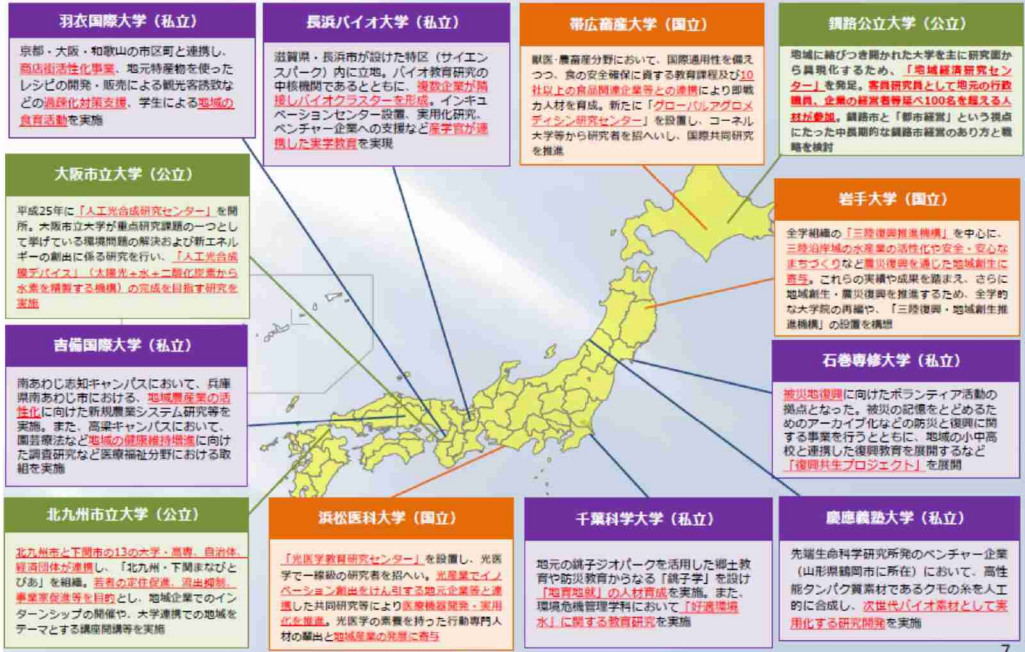 羽衣国際大学（私立）
京都・大阪・和歌山の市区町と連携し、
商店街活性化事業、地元特産物を使った
レシピの開発・販売による観光客誘致な
どの過疎化対策支援、学生による地域の
食育活動を実施
長浜バイオ大学（私立）
滋賀県・長浜市が設けた特区（サイエン
スパーク）内に立地。バイオ教育研究の
中核機関であるとともに、複数企業が隣
接しバイオクラスターを形成。インキュ
ベーションセンター設置、実用化研究、
ベンチャー企業への支援など産学官が連
携した実学教育を実現
帯広畜産大学（国立）
獣医・農畜産分野において、国際通用性を備え
つつ、食の安全確保に資する教育課程及び10
社以上の食品関連企業等との連携により即戦
力人材を育成。新たに「グローバルアグロメ
ディシン研究センター」を設置し、コーネル
大学等から研究者を招へいし、国際共同研究
を推進
釧路公立大学（公立）
地域に結びつき開かれた大学を主に研究面か
ら具現化するため、「地域経済研究セン
ター」を発足。客員研究員として地元の行政
職員、企業の経営者等延べ100名を超える人
材が参加。釧路市と「都市経営」という視点
にたった中長期的な釧路市経営のあり方と戦
略を検討
大阪市立大学（公立）
平成25年に「人工光合成研究センター」を開
所。大阪市立大学が重点研究課題の一つとし
て挙げている環境問題の解決および新エネル
ギーの創出に係る研究を行い、「人工光合成
膜デバイス」（太陽光＋水＋二酸化炭素から
水素を精製する機構）の完成を目指す研究を
実施
岩手大学（国立）
全学組織の「三陸復興推進機構」を中心に、
三陸沿岸域の水産業の活性化や安全・安心な
まちづくりなど震災復興を通じた地域創生に
寄与。これらの実績や成果を踏まえ、さらに
地域創生・震災復興を推進するため、全学的
な大学院の再編や、「三陸復興・地域創生推
進機構」の設置を構想
吉備国際大学（私立）
南あわじ志知キャンパスにおいて、兵庫
県南あわじ市における、地域農産業の活
性化に向けた新規農業システム研究等を
実施。また、高梁キャンパスにおいて、
園芸療法など地域の健康維持増進に向け
た調査研究など医療福祉分野における取
組を実施
石巻専修大学（私立）
被災地復興に向けたボランティア活動の
拠点となった。被災の記憶をとどめるた
めのアーカイブ化などの防災と復興に関
する事業を行うとともに、地域の小中高
校と連携した復興教育を展開するなど
「復興共生プロジェクト」を展開
北九州市立大学（公立）
北九州市と下関市の13の大学・高専、自治体、
経済団体が連携し、「北九州・下関まなびと
ぴあ」を組織。若者の定住促進、流出抑制、
事業家促進等を目的とし、地域企業でのイ
ンターンシップの開催や、大学連携での地域を
テーマとする講座開講等を実施
浜松医科大学（国立）
「光医学教育研究センター」を設置し、光医
学で一線級の研究者を招へい。光産業でイノ
ベーション創出をけん引する地元企業等と連
携した共同研究等により医療機器開発・実用
化を推進。光医学の素養を持った行動専門人
材の輩出と地域産業の発展に寄与
千葉科学大学（私立）
地元の銚子ジオパークを活用した郷土教
育や防災教育からなる「銚子学」を設け
「地育地就」の人材育成を実施。また、
環境危機管理学科において「好適環境
水」に関する教育研究を実施
慶應義塾大学（私立）
先端生命科学研究所発のベンチャー企業
（山形県鶴岡市に所在）において、高性
能タンパク質素材であるクモの糸を人工
的に合成し、次世代バイオ素材として実
用化する研究開発を実施
7